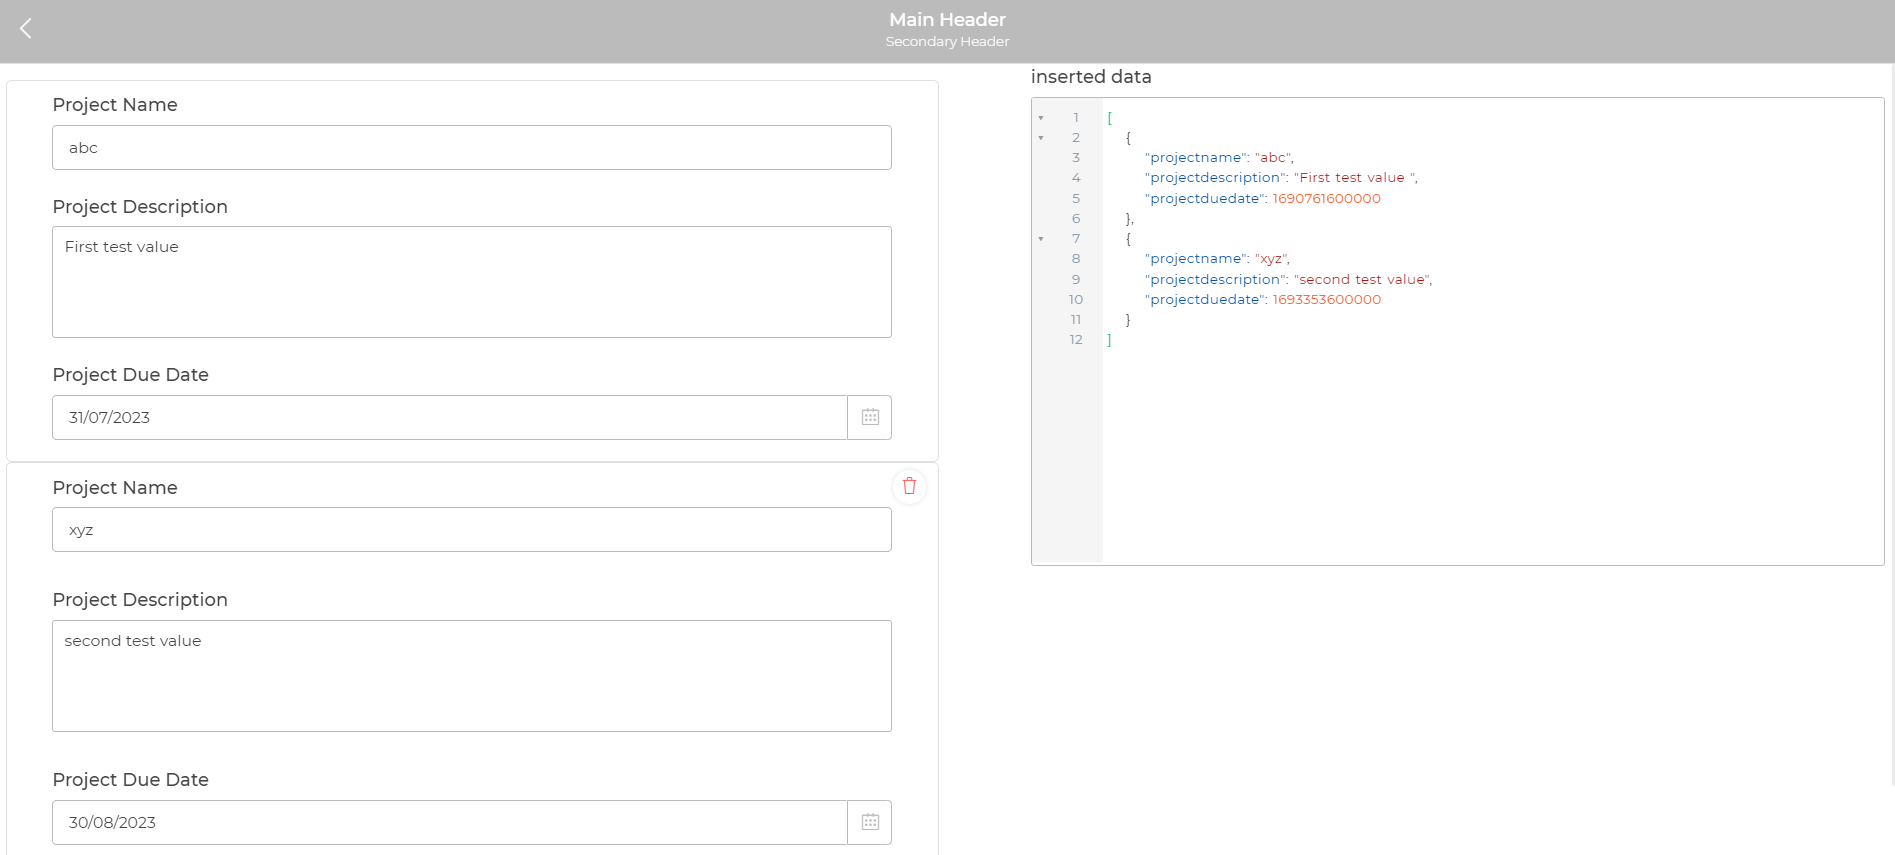 Main Header
Secondary Header
Project Name
abc
Project Description
First test value
Project Due Date
31/07/2023
Project Name
xyz
Project Description
second test value
Project Due Date
30/08/2023
inserted data
1 [
2 {
3 "projectname": "abc",
4 "projectdescription": "First test value ",
5 "projectduedate": 1690761600000
6 },
7 {
8 "projectname": "xyz",
9 "projectdescription": "second test value",
10 "projectduedate": 1693353600000
11 }
12 ]